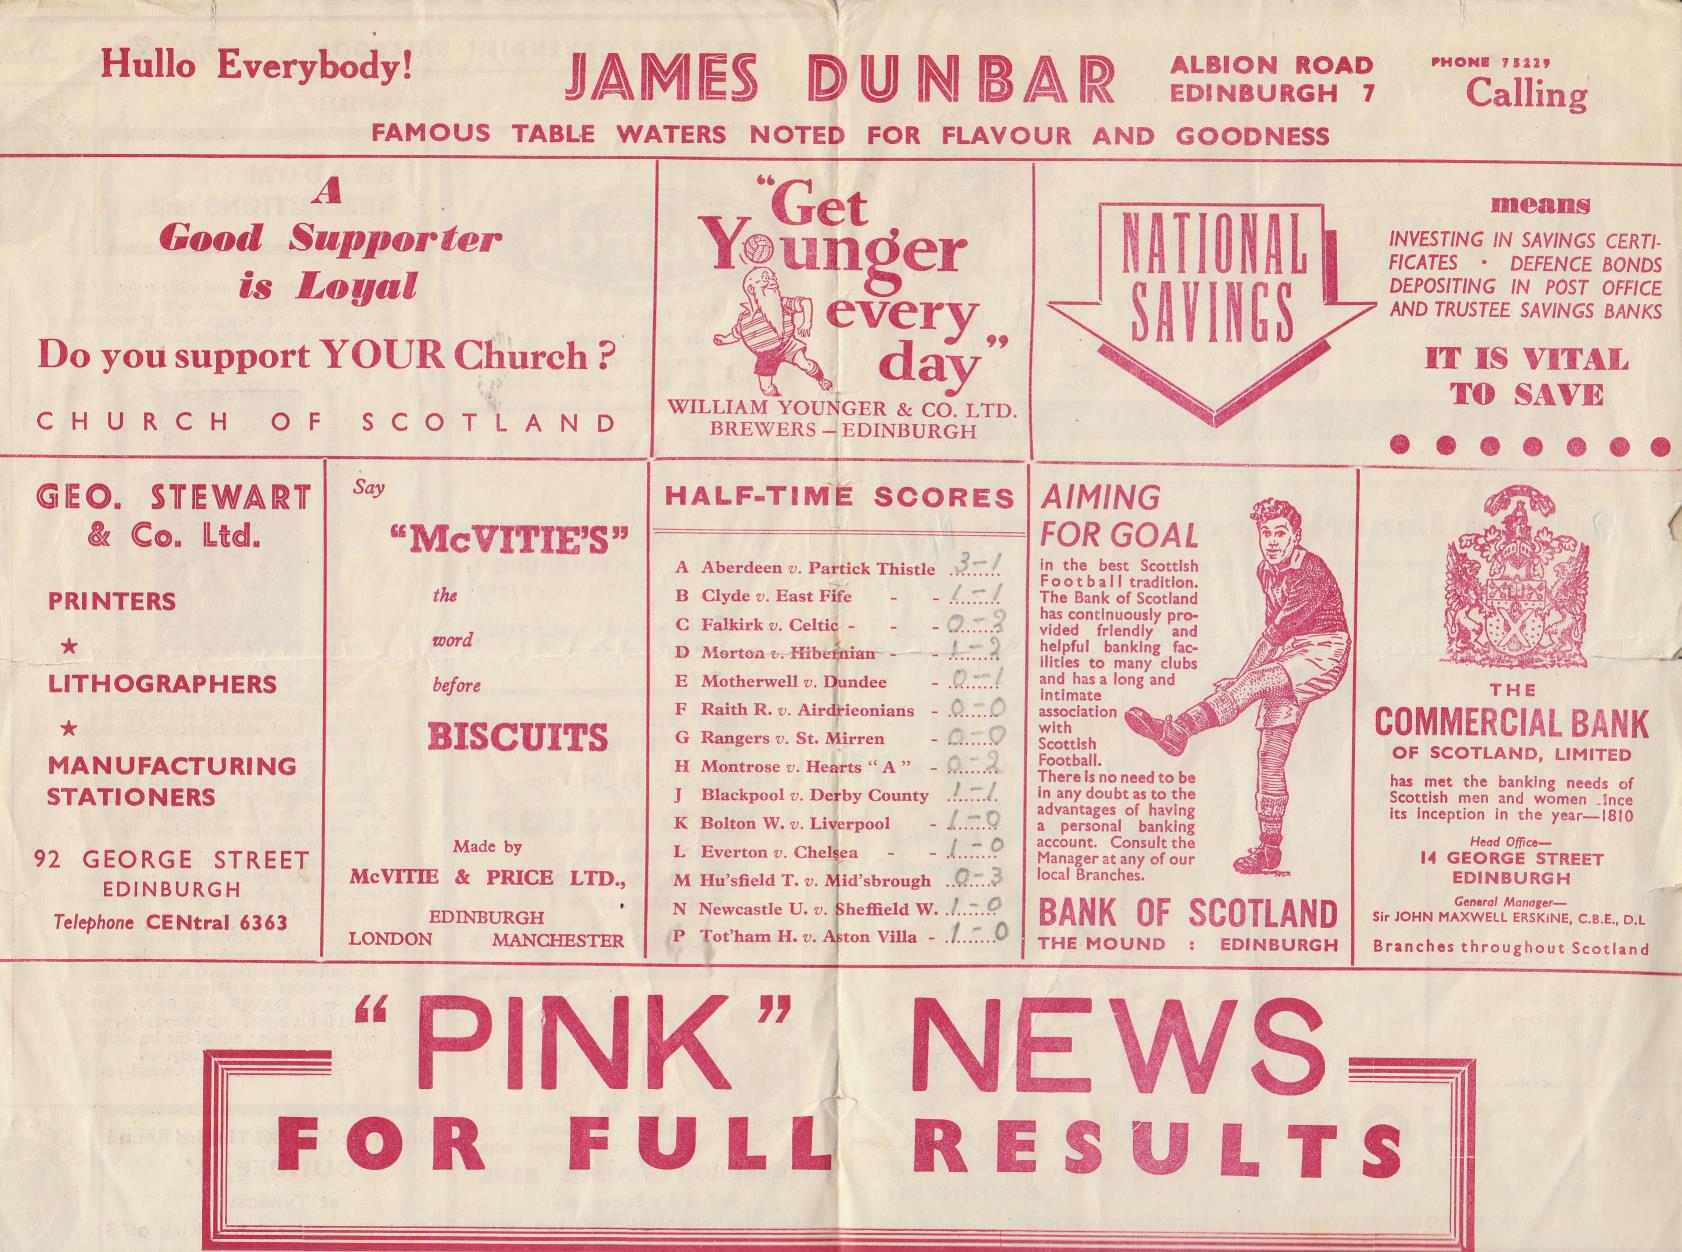 Hullo Everybody!
JAMES DUNBAR
ALBION ROAD
EDINBURGH 7
PHONE 75229
Calling
FAMOUS TABLE WATERS NOTED FOR FLAVOUR AND GOODNESS
A
Good Supporter
is Loyal
Do you support YOUR Church ?
CHURCH OF SCOTLAND
"Get
Younger
every
day"
WILLIAM YOUNGER & CO. LTD.
BREWERS – EDINBURGH
NATIONAL
SAVINGS
means
INVESTING IN SAVINGS CERTI-
FICATES · DEFENCE BONDS
DEPOSITING IN POST OFFICE
AND TRUSTEE SAVINGS BANKS
IT IS VITAL
TO SAVE
GEO. STEWART
& Co. Ltd.
PRINTERS
★
LITHOGRAPHERS
★
MANUFACTURING
STATIONERS
92 GEORGE STREET
EDINBURGH
Telephone CENtral 6363
Say
"McVITIE'S"
the
word
before
BISCUITS
Made by
McVITIE & PRICE LTD.,
EDINBURGH
LONDON MANCHESTER
HALF-TIME SCORES
A Aberdeen v. Partick Thistle 3-1
B Clyde v. East Fife - - 1-1
C Falkirk v. Celtic - - - 0-2
D Morton v. Hibernian - - 1-2
E Motherwell v. Dundee - 0-1
F Raith R. v. Airdrieonians - 0-0
G Rangers v. St. Mirren - 0-0
H Montrose v. Hearts "A" - 0-2
J Blackpool v. Derby County 1-1
K Bolton W. v. Liverpool - 1-0
L Everton v. Chelsea - - 1-0
M Hu'sfield T. v. Mid'sbrough 0-3
N Newcastle U. v. Sheffield W. 1-0
P Tot'ham H. v. Aston Villa - 1-0
AIMING
FOR GOAL
in the best Scottish
Football tradition.
The Bank of Scotland
has continuously pro-
vided friendly and
helpful banking fac-
ilities to many clubs
and has a long and
intimate
association
with
Scottish
Football.
There is no need to be
in any doubt as to the
advantages of having
a personal banking
account. Consult the
Manager at any of our
local Branches.
BANK OF SCOTLAND
THE MOUND : EDINBURGH
THE
COMMERCIAL BANK
OF SCOTLAND, LIMITED
has met the banking needs of
Scottish men and women .ince
its inception in the year—1810
Head Office—
14 GEORGE STREET
EDINBURGH
General Manager—
Sir JOHN MAXWELL ERSKINE, C.B.E., D.L
Branches throughout Scotland
"PINK" NEWS
FOR FULL RESULTS